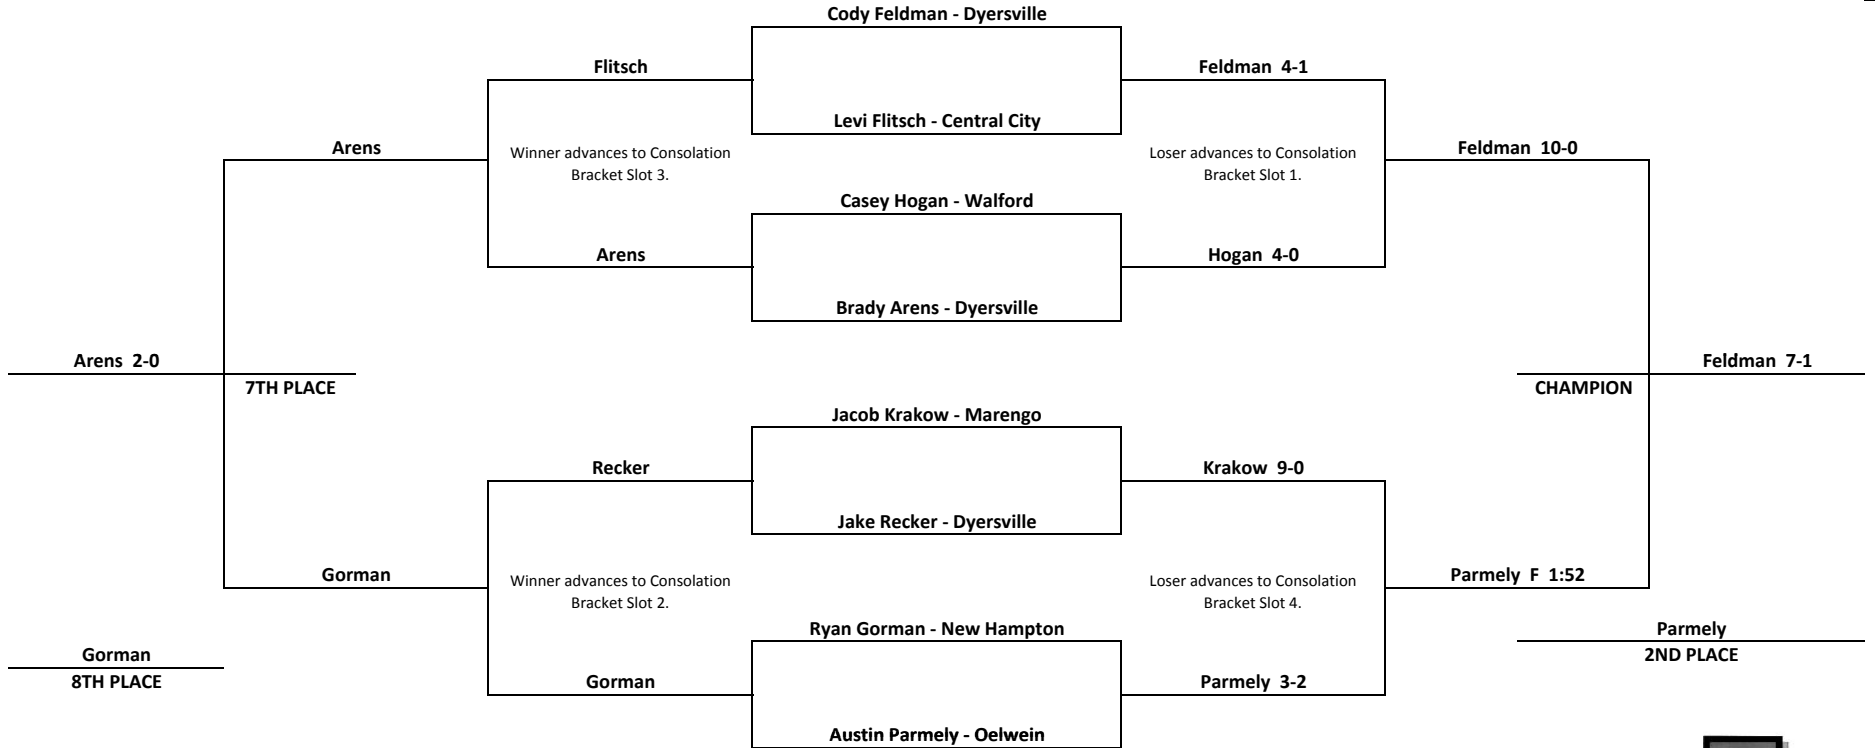 Cody Feldman - Dyersville
Flitsch
Feldman 4-1
Levi Flitsch - Central City
Arens
Winner advances to Consolation
Bracket Slot 3.
Loser advances to Consolation
Bracket Slot 1.
Feldman 10-0
Casey Hogan - Walford
Arens
Hogan 4-0
Brady Arens - Dyersville
Arens 2-0
7TH PLACE
Feldman 7-1
CHAMPION
Jacob Krakow - Marengo
Recker
Krakow 9-0
Jake Recker - Dyersville
Gorman
Winner advances to Consolation
Bracket Slot 2.
Loser advances to Consolation
Bracket Slot 4.
Parmely F 1:52
Ryan Gorman - New Hampton
Gorman
8TH PLACE
Parmely
2ND PLACE
Gorman
Parmely 3-2
Austin Parmely - Oelwein